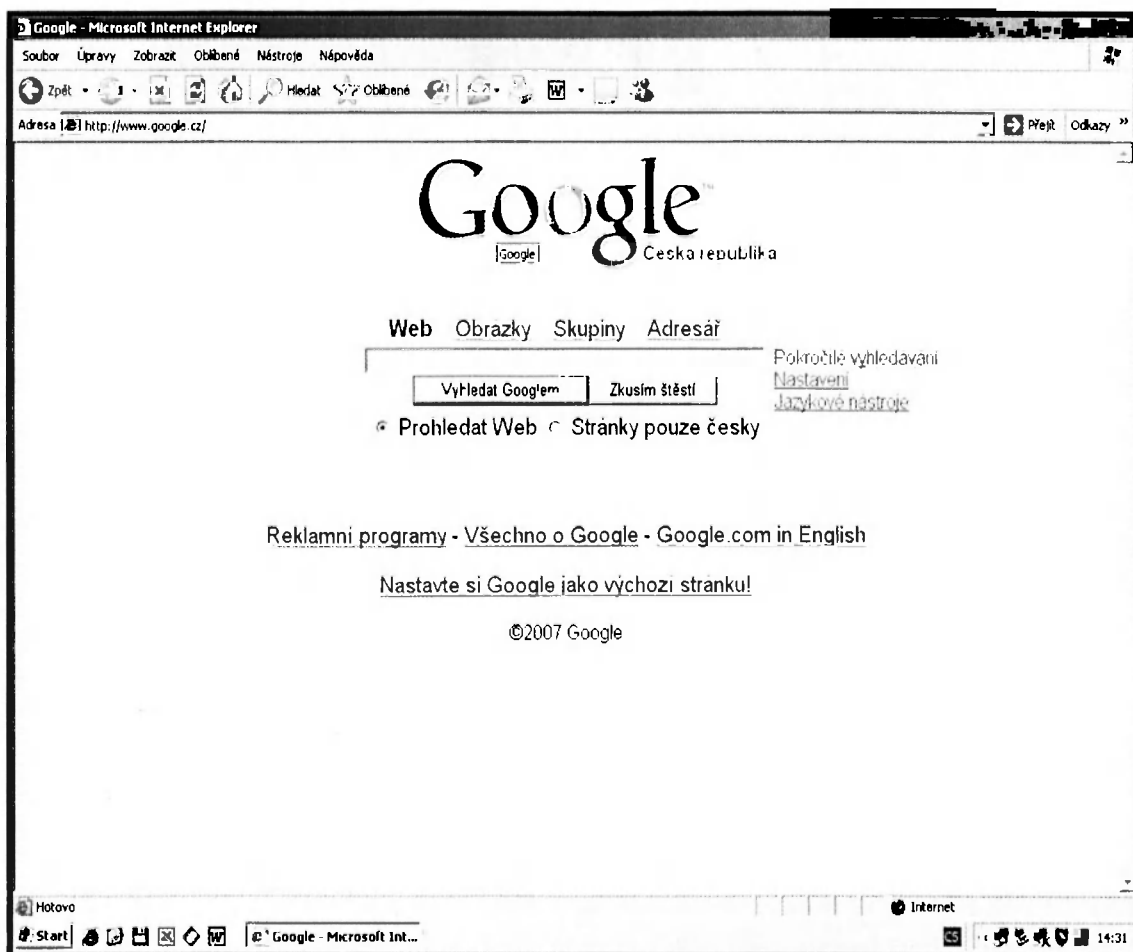 Google - Microsoft Internet Explorer
Soubor Úpravy Zobrazit Oblíbené Nástroje Nápověda
Zpět Hledat Oblíbené
Adresa http://www.google.cz/ Přejít Odkazy »
Google™
Google Česká republika
Web Obrázky Skupiny Adresář
Pokročilé vyhledávání
Vyhledat Googlem Zkusím štěstí Nastavení
Jazykové nástroje
Prohledat Web Stránky pouze česky
Reklamní programy - Všechno o Google - Google.com in English
Nastavte si Google jako výchozí stránku!
©2007 Google
Hotovo Internet
Start Google - Microsoft Int... CS 14:31